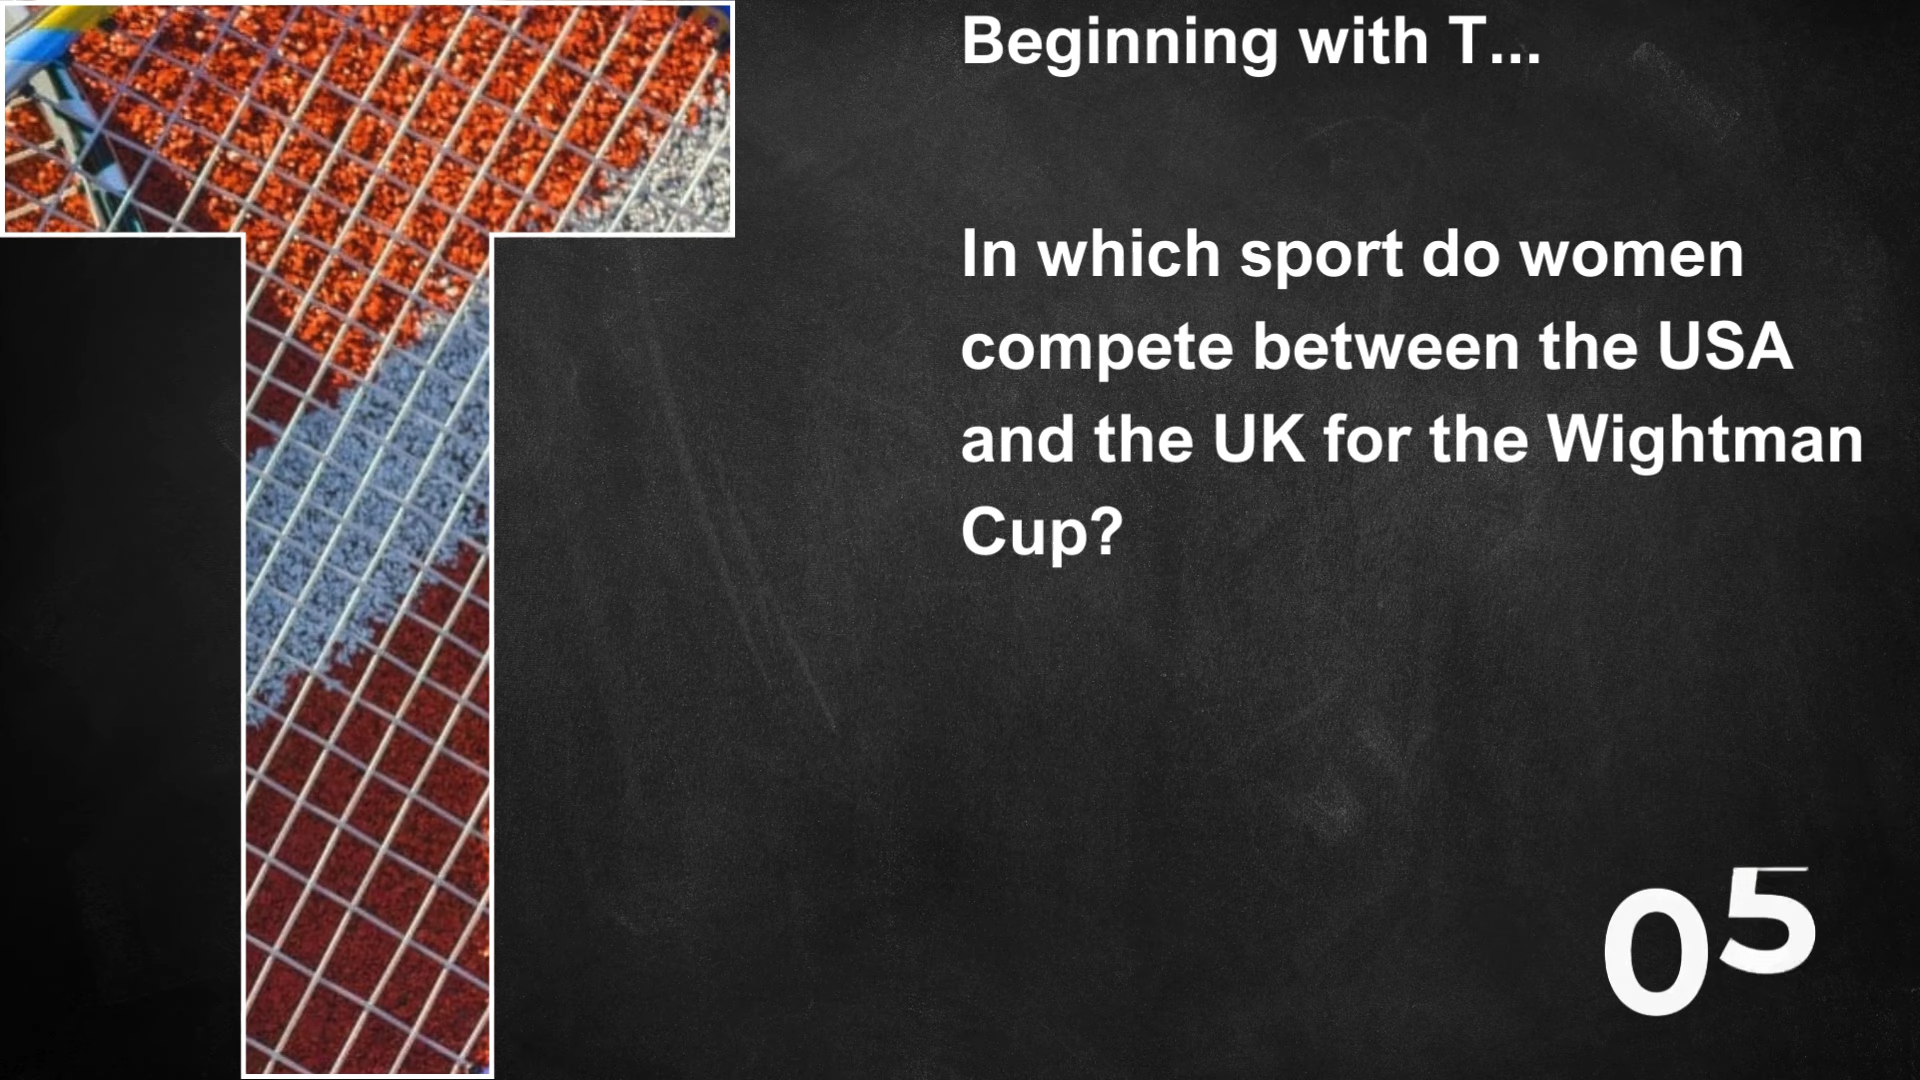 Beginning with T...
In which sport do women
compete between the USA
and the UK for the Wightman
Cup?
05